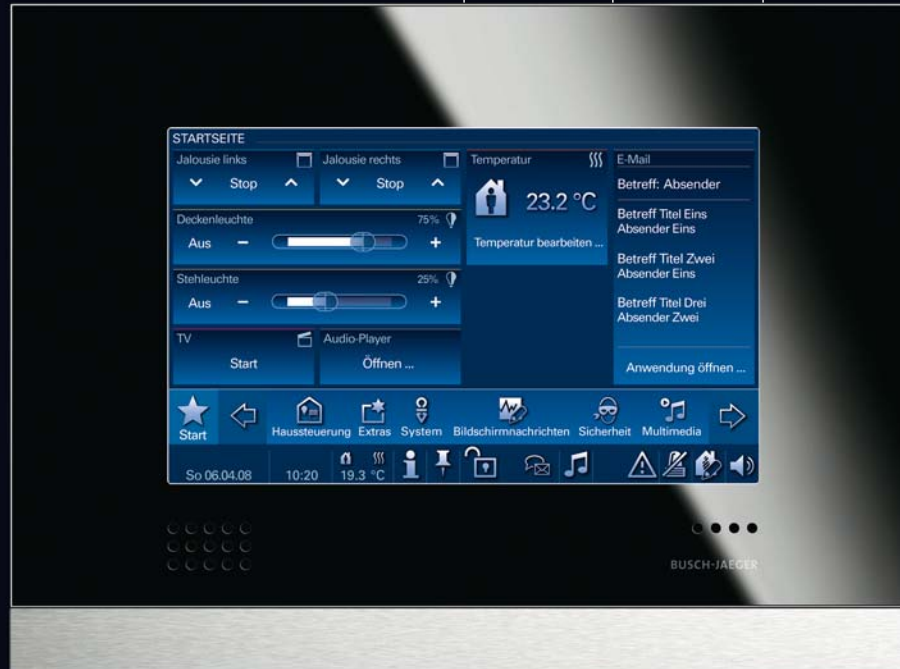 STARTSEITE
Jalousie links
Stop
Jalousie rechts
Stop
Temperatur
23.2 °C
Temperatur bearbeiten ...
E-Mail
Betreff: Absender
Betreff Titel Eins
Absender Eins
Betreff Titel Zwei
Absender Eins
Betreff Titel Drei
Absender Zwei
Anwendung öffnen ...
Deckenleuchte
75%
Aus - +
Stehleuchte
25%
Aus - +
TV
Start
Audio-Player
Öffnen ...
Start
Haussteuerung
Extras
System
Bildschirmnachrichten
Sicherheit
Multimedia
So 06.04.08
10:20
19.3 °C
BUSCH-JAEGER